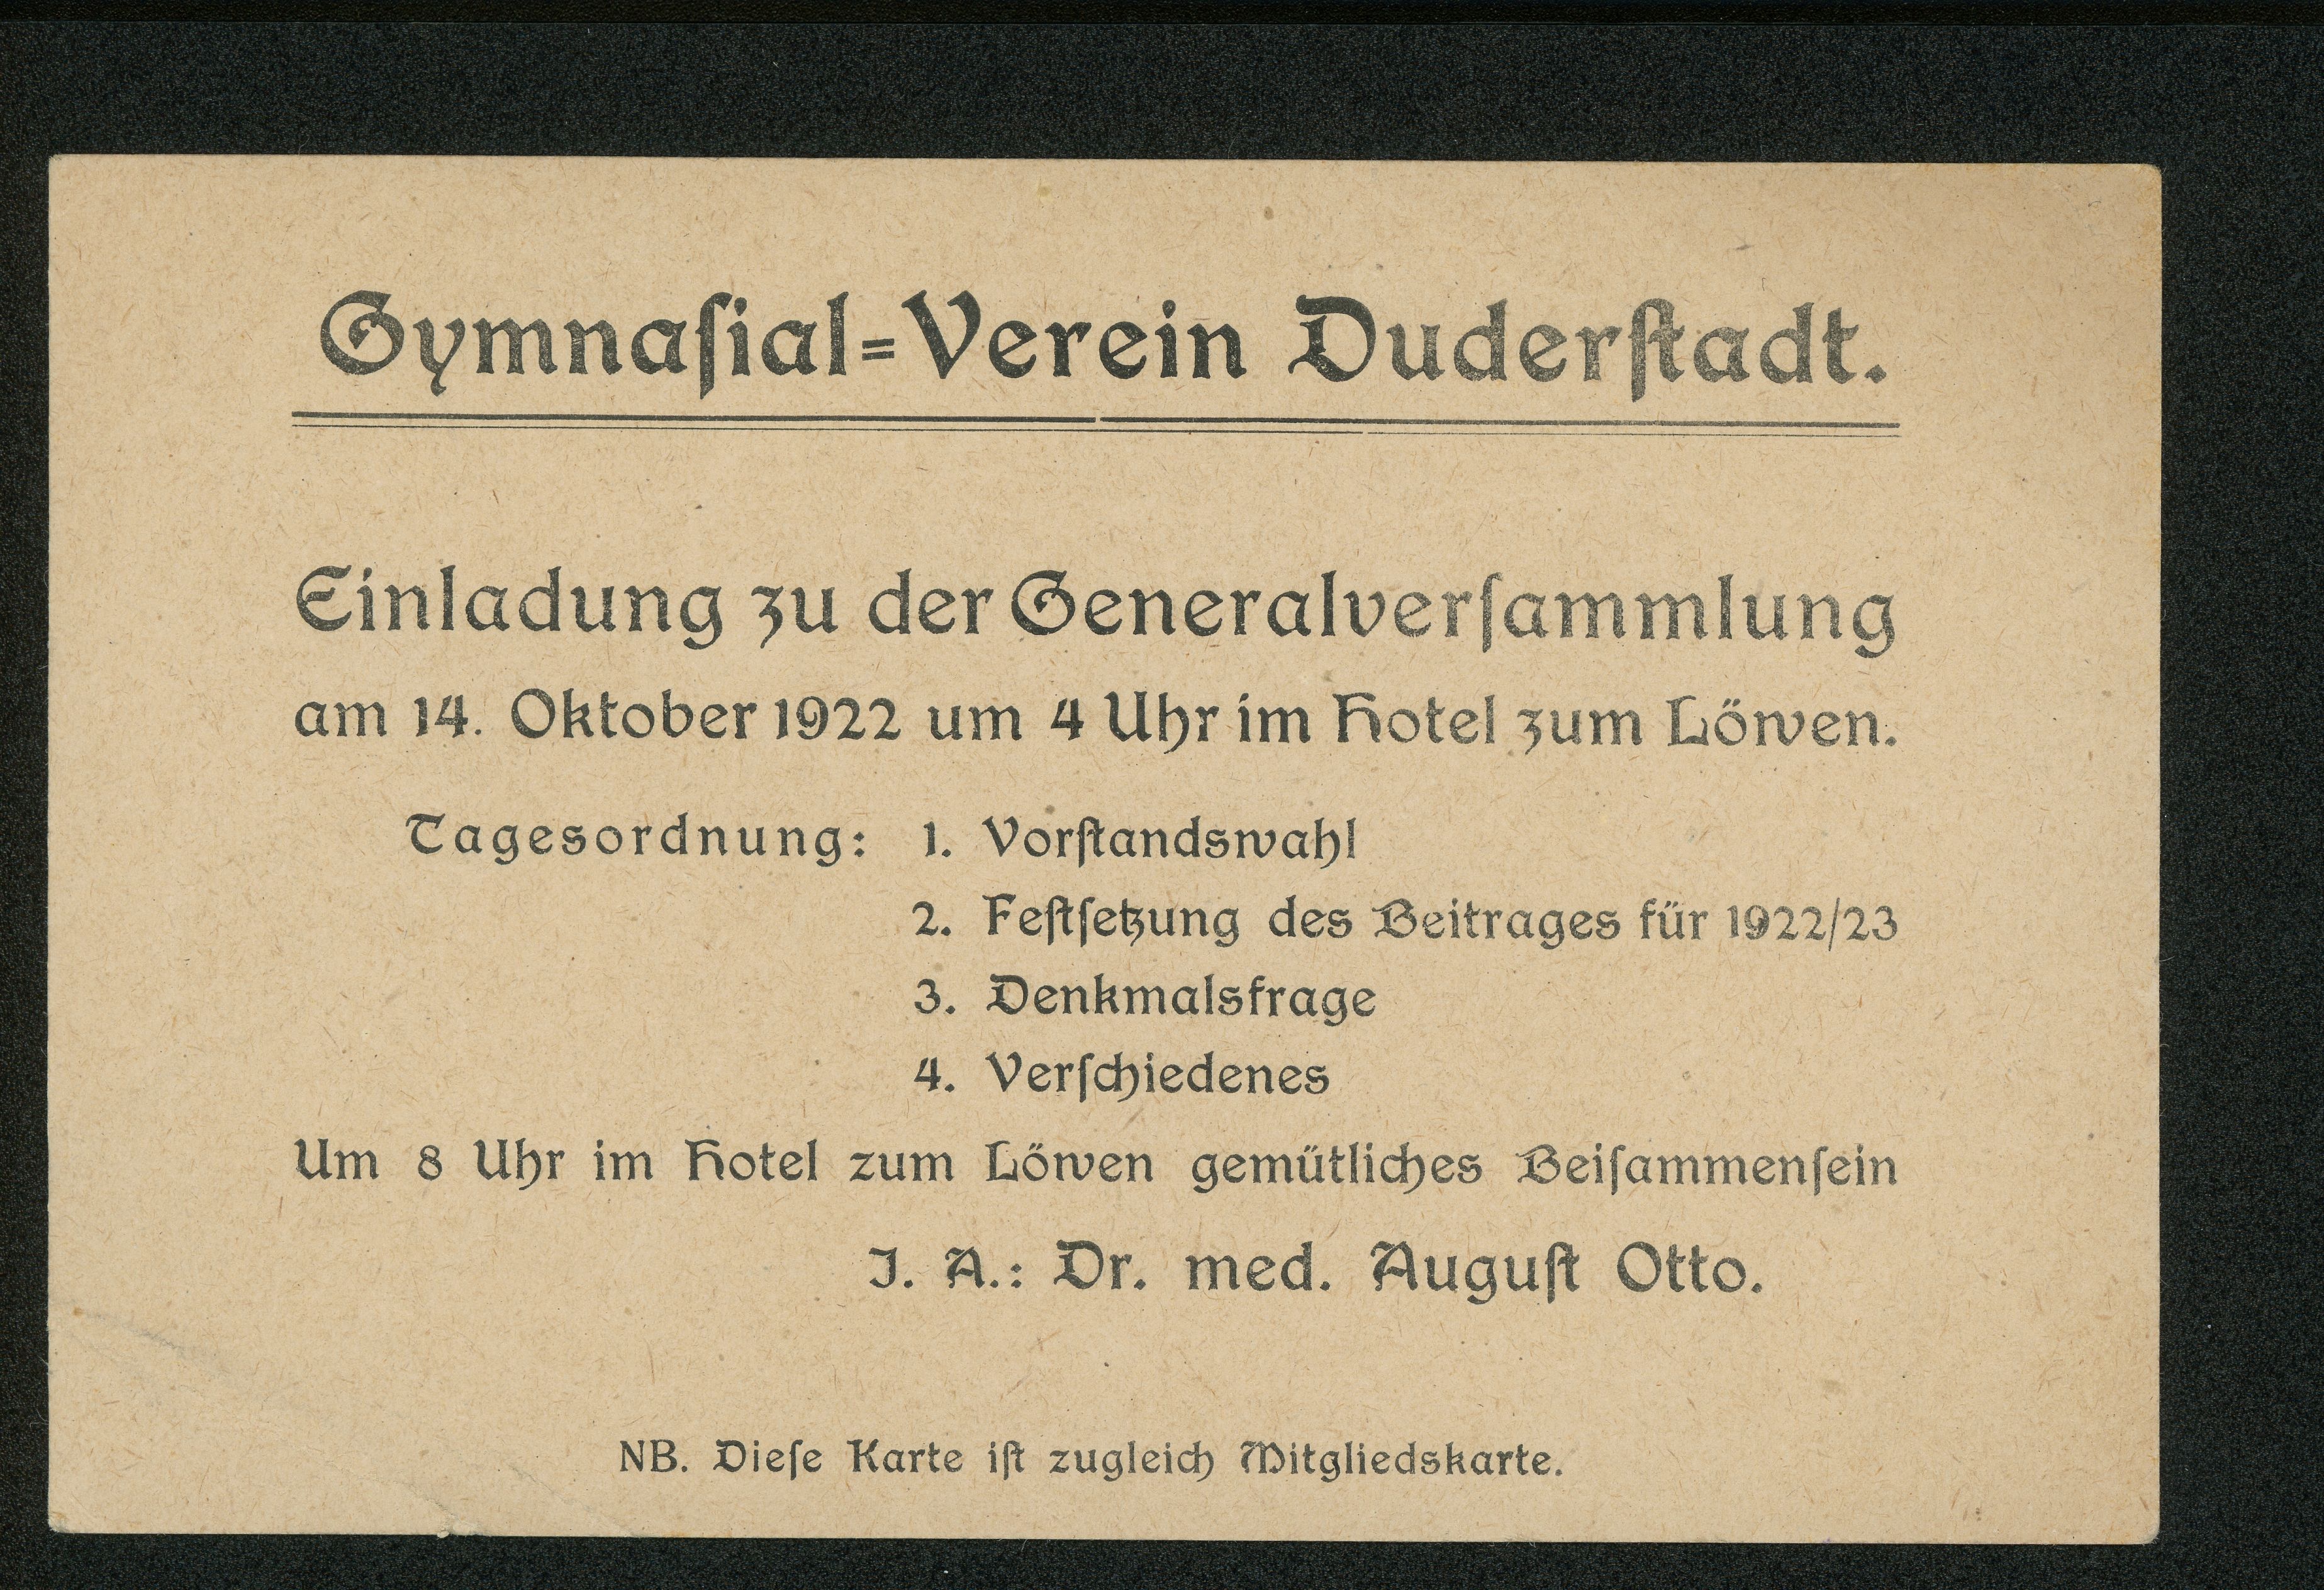 Gymnaſial=Verein Duderſtadt.
Einladung zu der Generalverſammlung
am 14. Oktober 1922 um 4 Uhr im Hotel zum Löwen.
Tagesordnung: 1. Vorſtandswahl
2. Feſtſetzung des Beitrages für 1922/23
3. Denkmalsfrage
4. Verſchiedenes
Um 8 Uhr im Hotel zum Löwen gemütliches Beiſammenſein
J. A.: Dr. med. Auguſt Otto.
NB. Dieſe Karte iſt zugleich Mitgliedskarte.